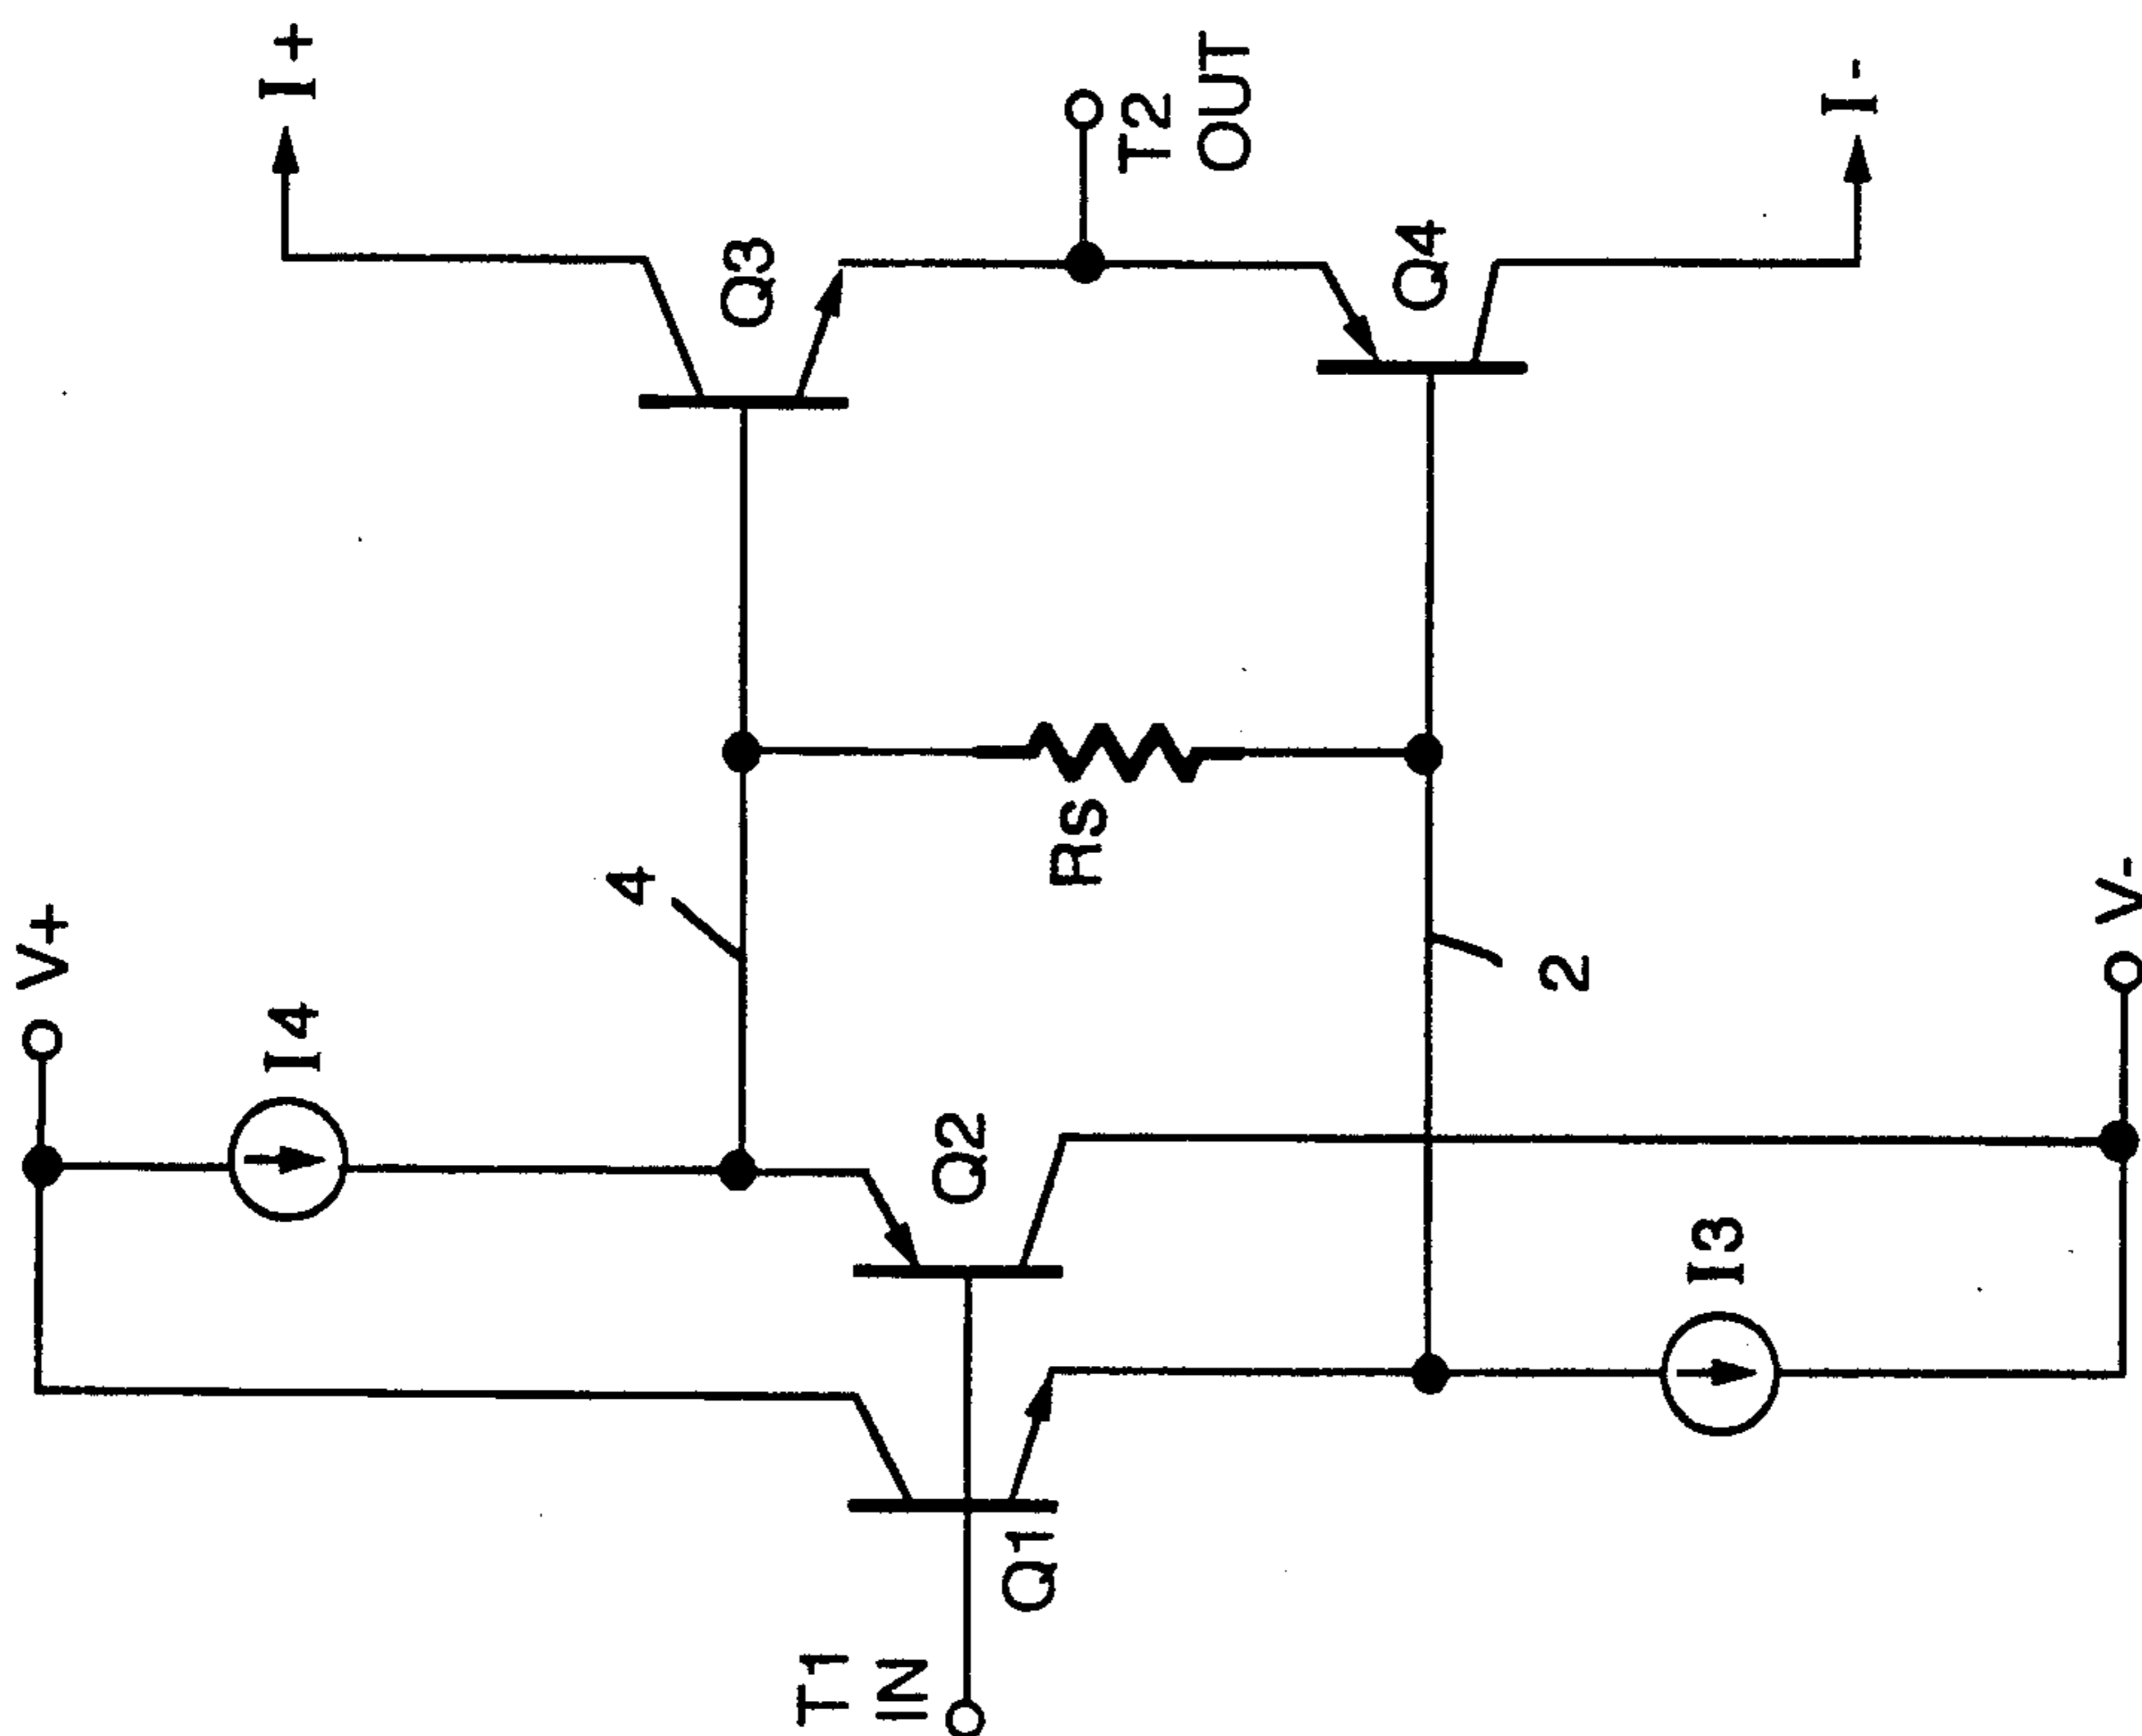 V+
I4
I+
4
Q2
Q3
T1
IN
Q1
Rs
T2
OUT
2
Q4
I3
V-
I-